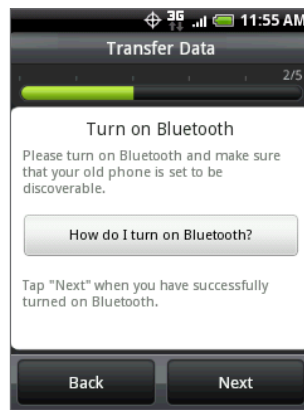 3G 11:55 AM
Transfer Data
2/5
Turn on Bluetooth
Please turn on Bluetooth and make sure
that your old phone is set to be
discoverable.
How do I turn on Bluetooth?
Tap "Next" when you have successfully
turned on Bluetooth.
Back Next